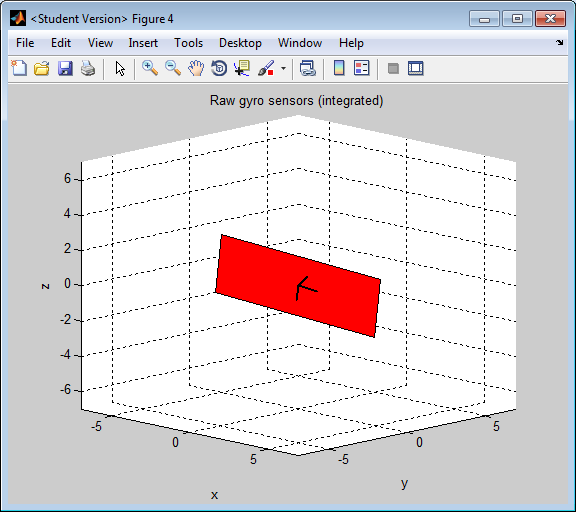 <Student Version> Figure 4
File Edit View Insert Tools Desktop Window Help
Raw gyro sensors (integrated)
6
4
2
0
-2
-4
-6
z
-5
0
5
x
-5
0
5
y